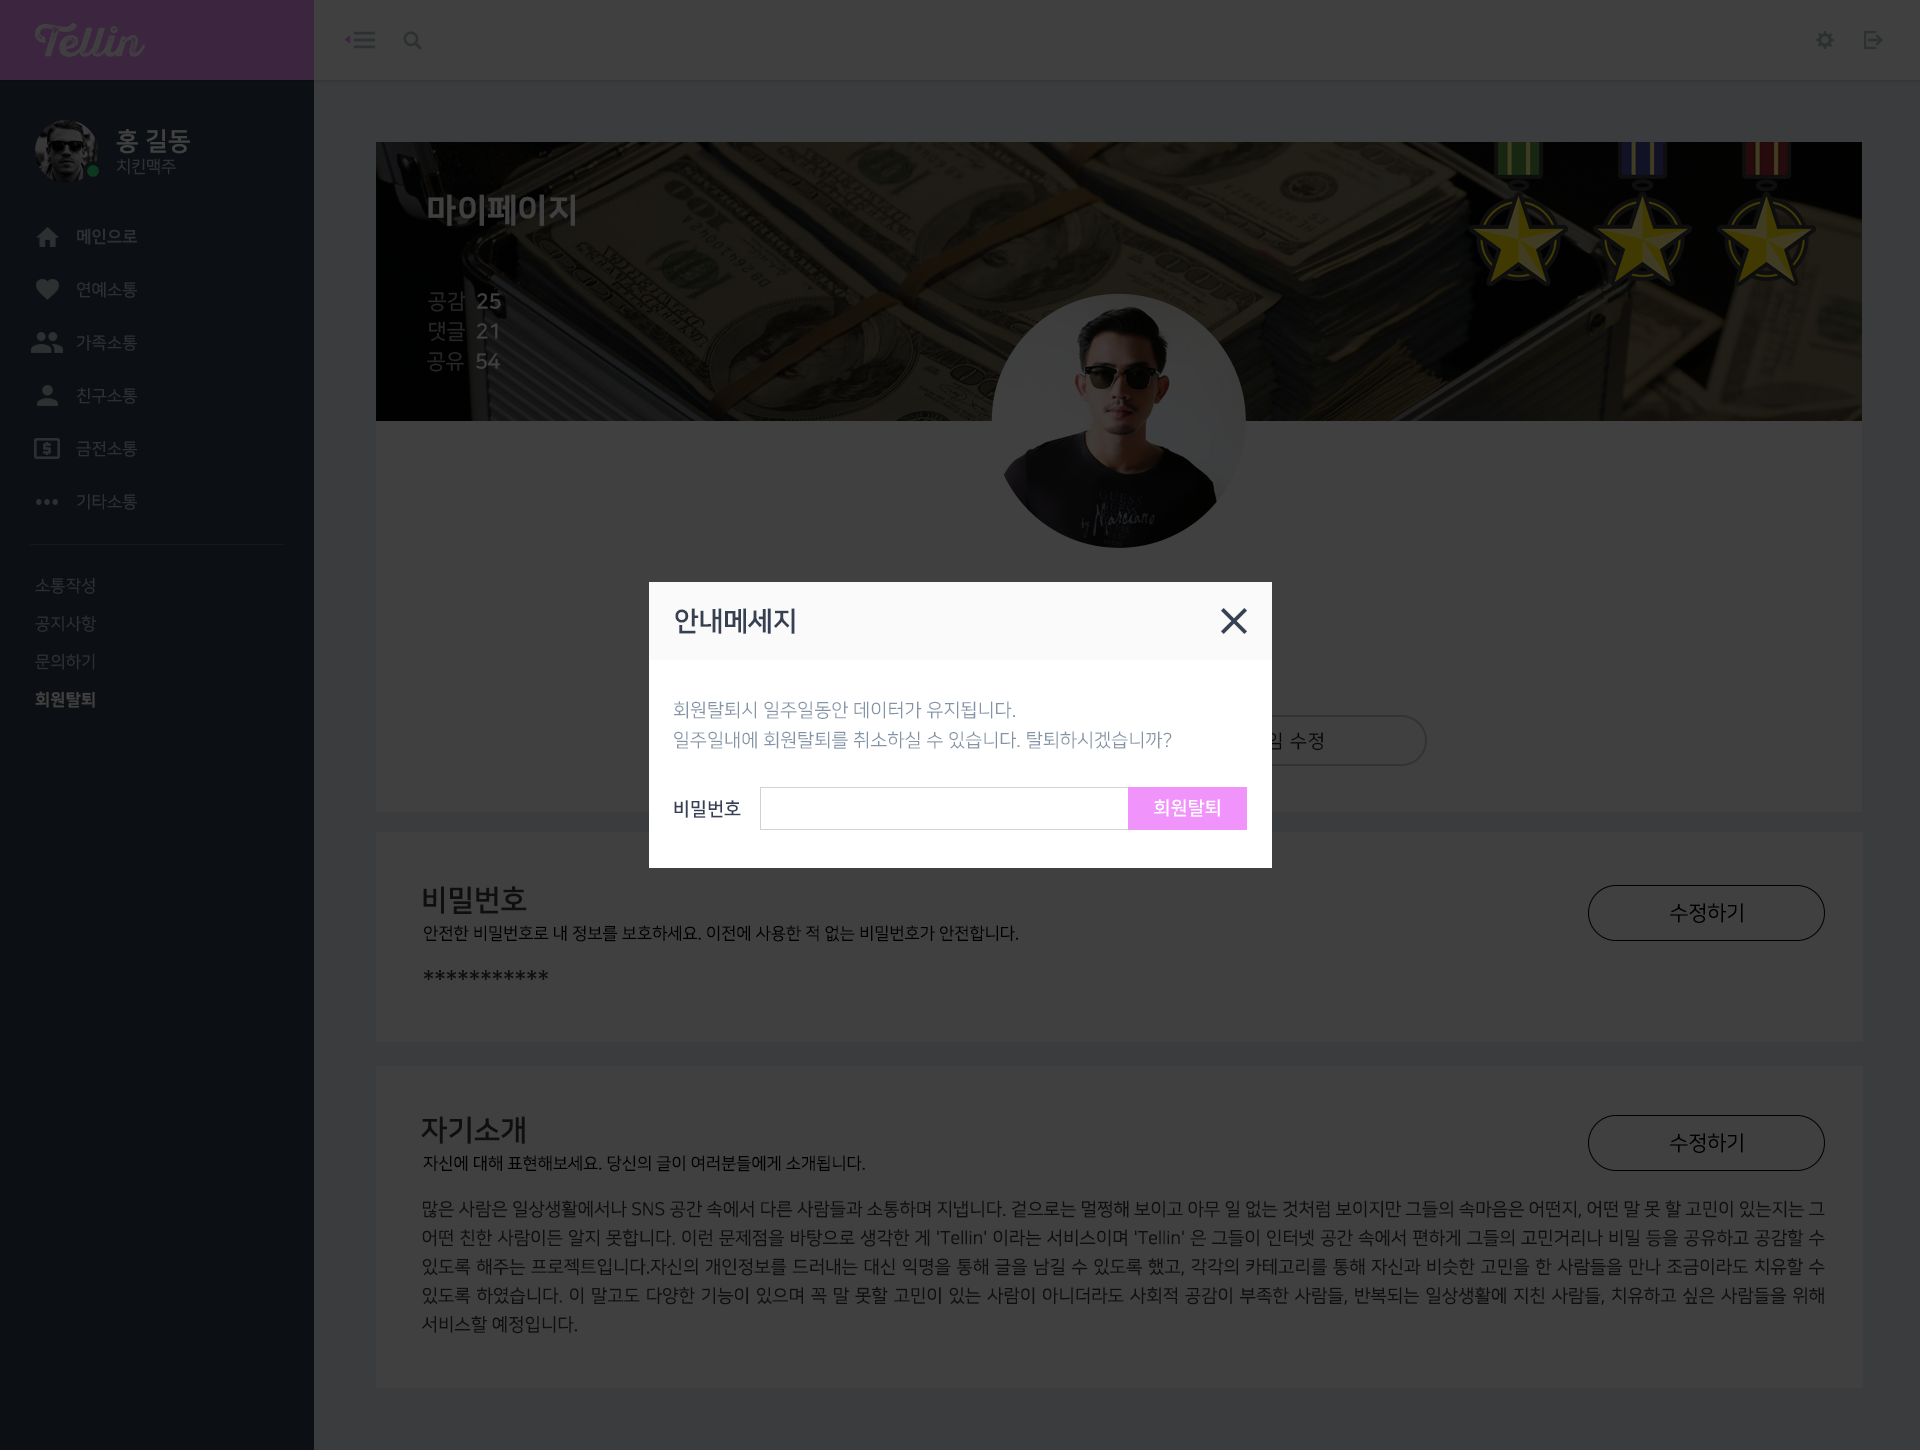 Tellin
홍 길동
치킨맥주
메인으로
연예소통
가족소통
친구소통
금전소통
기타소통
소통작성
공지사항
문의하기
회원탈퇴
마이페이지
공감 25
댓글 21
공유 54
GUESS
by Marciano
안내메세지
회원탈퇴시 일주일동안 데이터가 유지됩니다.
일주일내에 회원탈퇴를 취소하실 수 있습니다. 탈퇴하시겠습니까?
비밀번호
회원탈퇴
수정
비밀번호
안전한 비밀번호로 내 정보를 보호하세요. 이전에 사용한 적 없는 비밀번호가 안전합니다.
***********
수정하기
자기소개
자신에 대해 표현해보세요. 당신의 글이 여러분들에게 소개됩니다.
수정하기
많은 사람은 일상생활에서나 SNS 공간 속에서 다른 사람들과 소통하며 지냅니다. 겉으로는 멀쩡해 보이고 아무 일 없는 것처럼 보이지만 그들의 속마음은 어떤지, 어떤 말 못 할 고민이 있는지는 그
어떤 친한 사람이든 알지 못합니다. 이런 문제점을 바탕으로 생각한 게 'Tellin' 이라는 서비스이며 'Tellin' 은 그들이 인터넷 공간 속에서 편하게 그들의 고민거리나 비밀 등을 공유하고 공감할 수
있도록 해주는 프로젝트입니다.자신의 개인정보를 드러내는 대신 익명을 통해 글을 남길 수 있도록 했고, 각각의 카테고리를 통해 자신과 비슷한 고민을 한 사람들을 만나 조금이라도 치유할 수
있도록 하였습니다. 이 말고도 다양한 기능이 있으며 꼭 말 못할 고민이 있는 사람이 아니더라도 사회적 공감이 부족한 사람들, 반복되는 일상생활에 지친 사람들, 치유하고 싶은 사람들을 위해
서비스할 예정입니다.